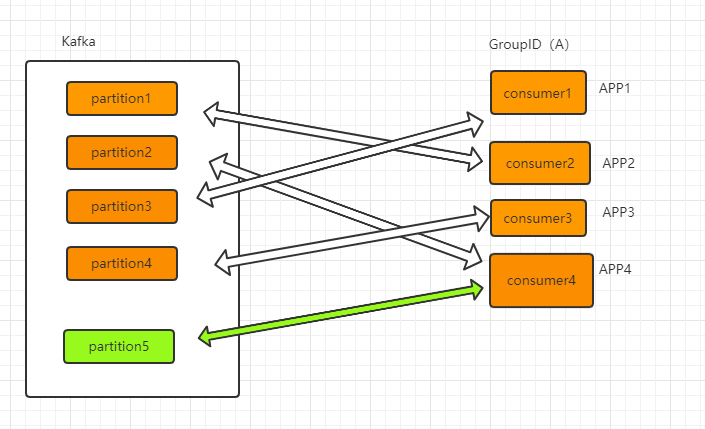 Kafka
GroupID（A）
partition1
consumer1
APP1
partition2
consumer2
APP2
partition3
consumer3
APP3
partition4
consumer4
APP4
partition5